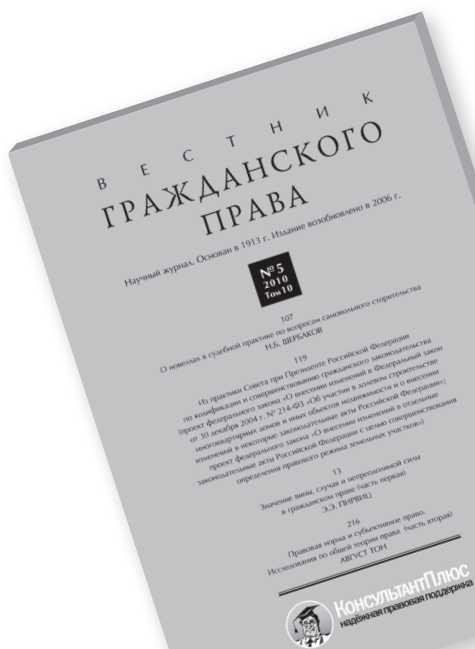 ВЕСТНИК
ГРАЖДАНСКОГО
ПРАВА
Научный журнал. Основан в 1913 г. Издание возобновлено в 2006 г.
№ 5
2010
Том 10
107
О новеллах в судебной практике по вопросам самовольного сторительства
Н.Б. ЩЕРБАКОВ
119
Из практики Совета при Президенте Российской Федерации
по кодификации и совершенствованию гражданского законодательства
(проект федерального закона «О внесении изменений в Федеральный закон
от 30 декабря 2004 г. № 214-ФЗ «Об участии в долевом строительстве
многоквартирных домов и иных объектов недвижимости и о внесении
изменений в некоторые законодательные акты Российской Федерации»;
проект федерального закона «О внесении изменений в отдельные
законодательные акты Российской Федерации с целью совершенствования
определения правового режима земельных участков»)
13
Значение вины, случая и непреодолимой силы
в гражданском праве (часть первая)
Э.Э. ПИРВИЦ
216
Правовая норма и субъективное право.
Исследования по общей теории права (часть вторая)
АВГУСТ ТОН
КонсультантПлюс
надёжная правовая поддержка